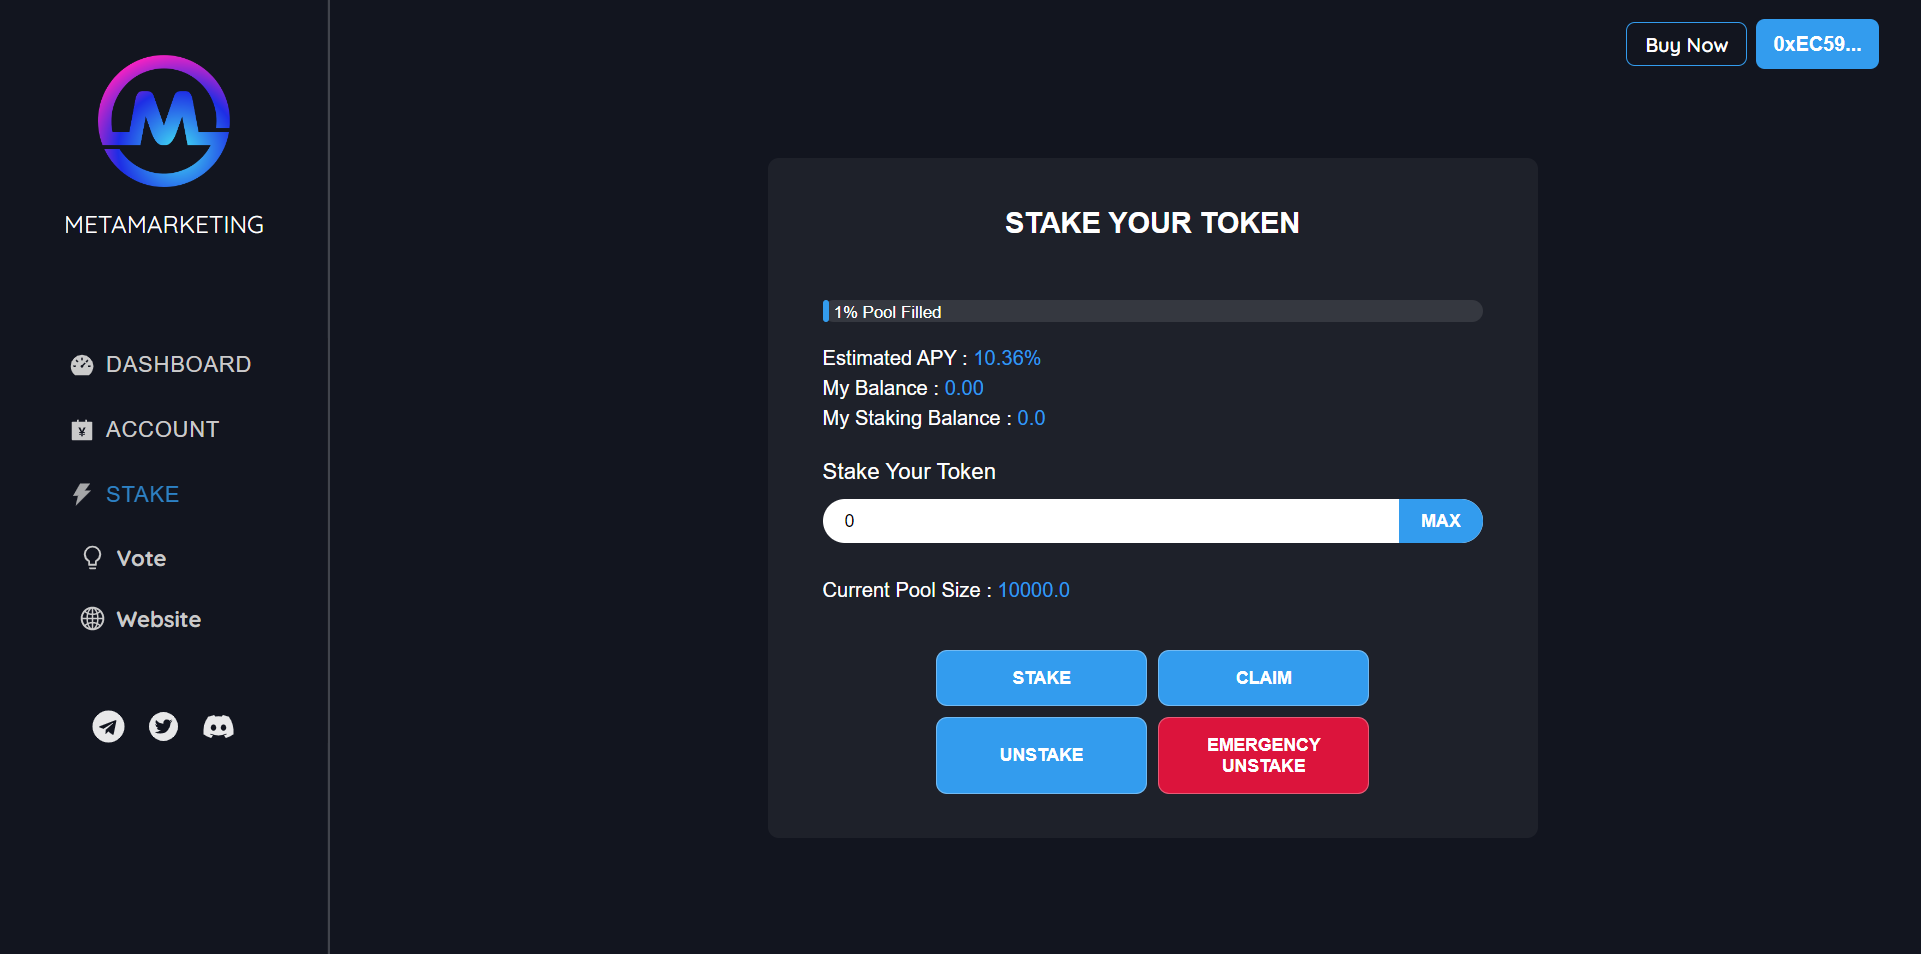 METAMARKETING
DASHBOARD
ACCOUNT
STAKE
Vote
Website
Buy Now
0xEC59...
STAKE YOUR TOKEN
1% Pool Filled
Estimated APY : 10.36%
My Balance : 0.00
My Staking Balance : 0.0
Stake Your Token
0
MAX
Current Pool Size : 10000.0
STAKE
CLAIM
UNSTAKE
EMERGENCY
UNSTAKE